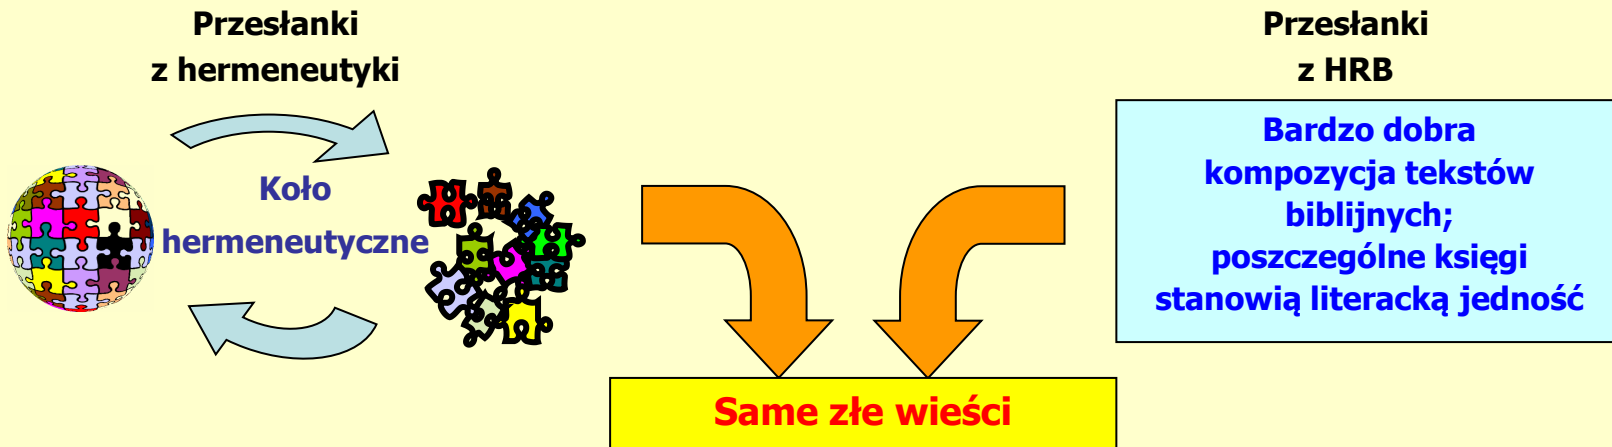 Przesłanki
z hermeneutyki
Koło
hermeneutyczne
Przesłanki
z HRB
Bardzo dobra
kompozycja tekstów
biblijnych;
poszczególne księgi
stanowią literacką jedność
Same złe wieści